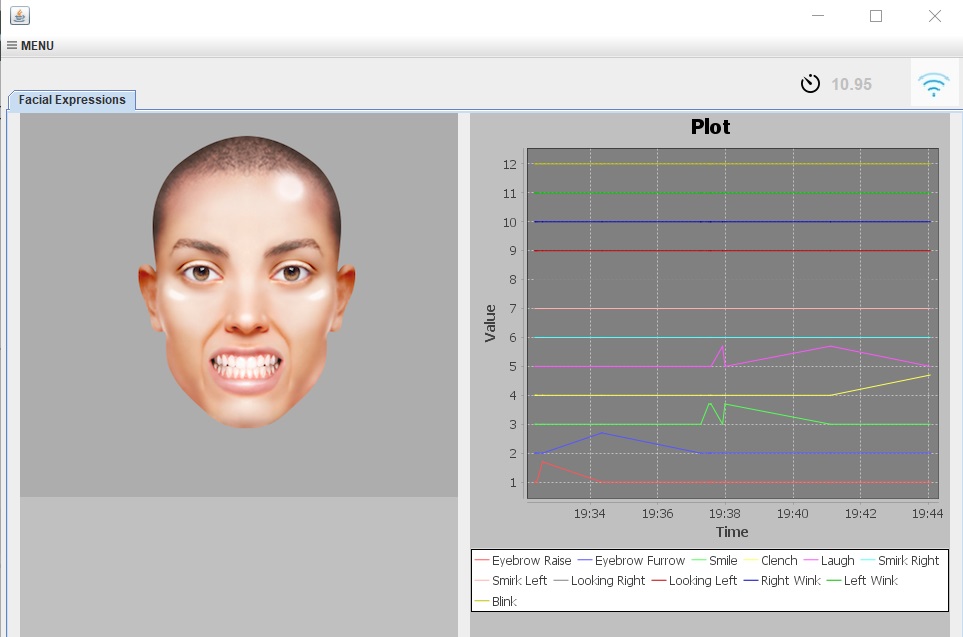 MENU
10.95
Facial Expressions
Plot
12
11
10
9
8
7
6
5
4
3
2
1
Value
19:34 19:36 19:38 19:40 19:42 19:44
Time
Eyebrow Raise Eyebrow Furrow Smile Clench Laugh Smirk Right
Smirk Left Looking Right Looking Left Right Wink Left Wink
Blink